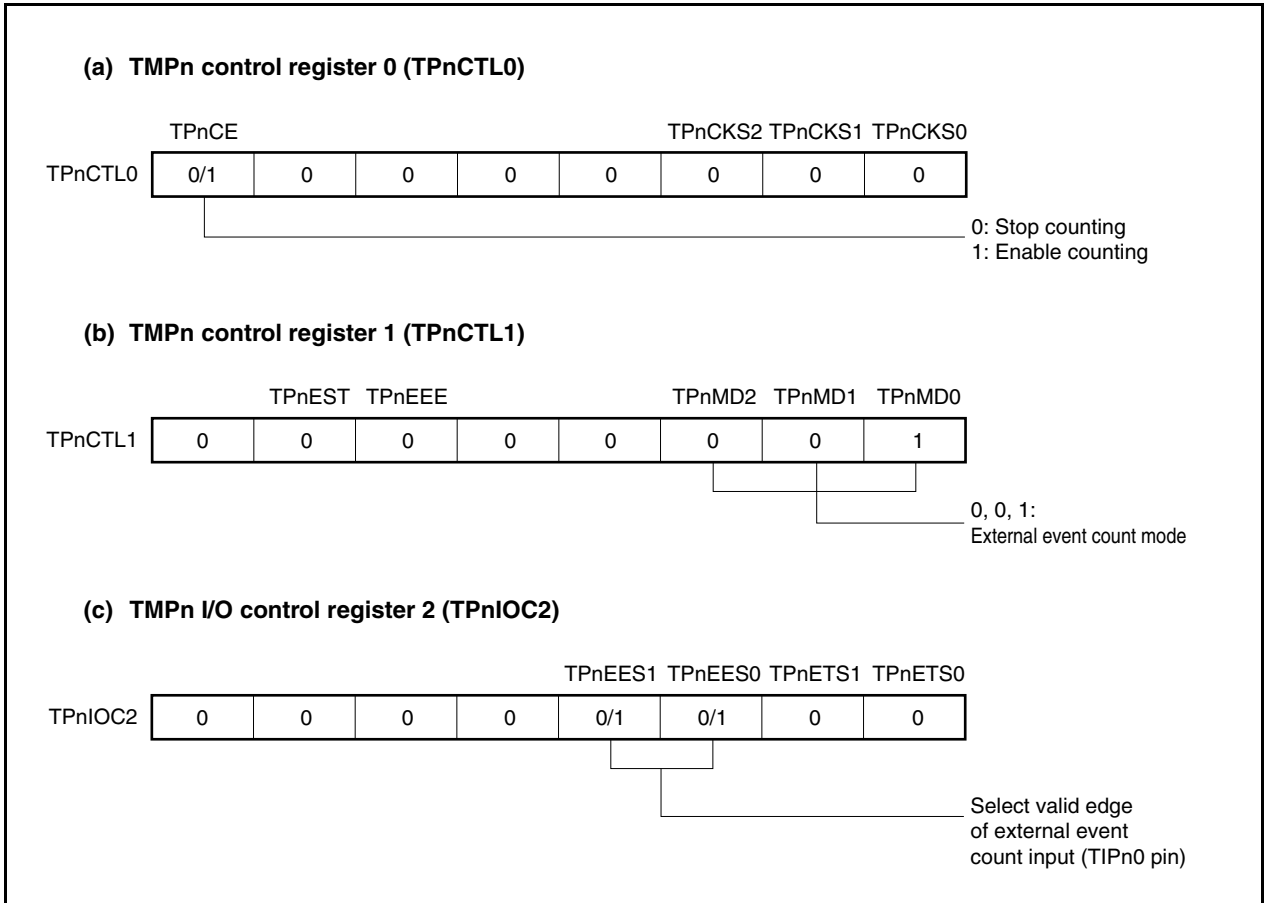 (a) TMPn control register 0 (TPnCTL0)
TPnCE TPnCKS2 TPnCKS1 TPnCKS0
TPnCTL0 0/1 0 0 0 0 0 0 0
0: Stop counting
1: Enable counting
(b) TMPn control register 1 (TPnCTL1)
TPnEST TPnEEE TPnMD2 TPnMD1 TPnMD0
TPnCTL1 0 0 0 0 0 0 0 1
0, 0, 1:
External event count mode
(c) TMPn I/O control register 2 (TPnIOC2)
TPnEES1 TPnEES0 TPnETS1 TPnETS0
TPnIOC2 0 0 0 0 0/1 0/1 0 0
Select valid edge
of external event
count input (TIPn0 pin)